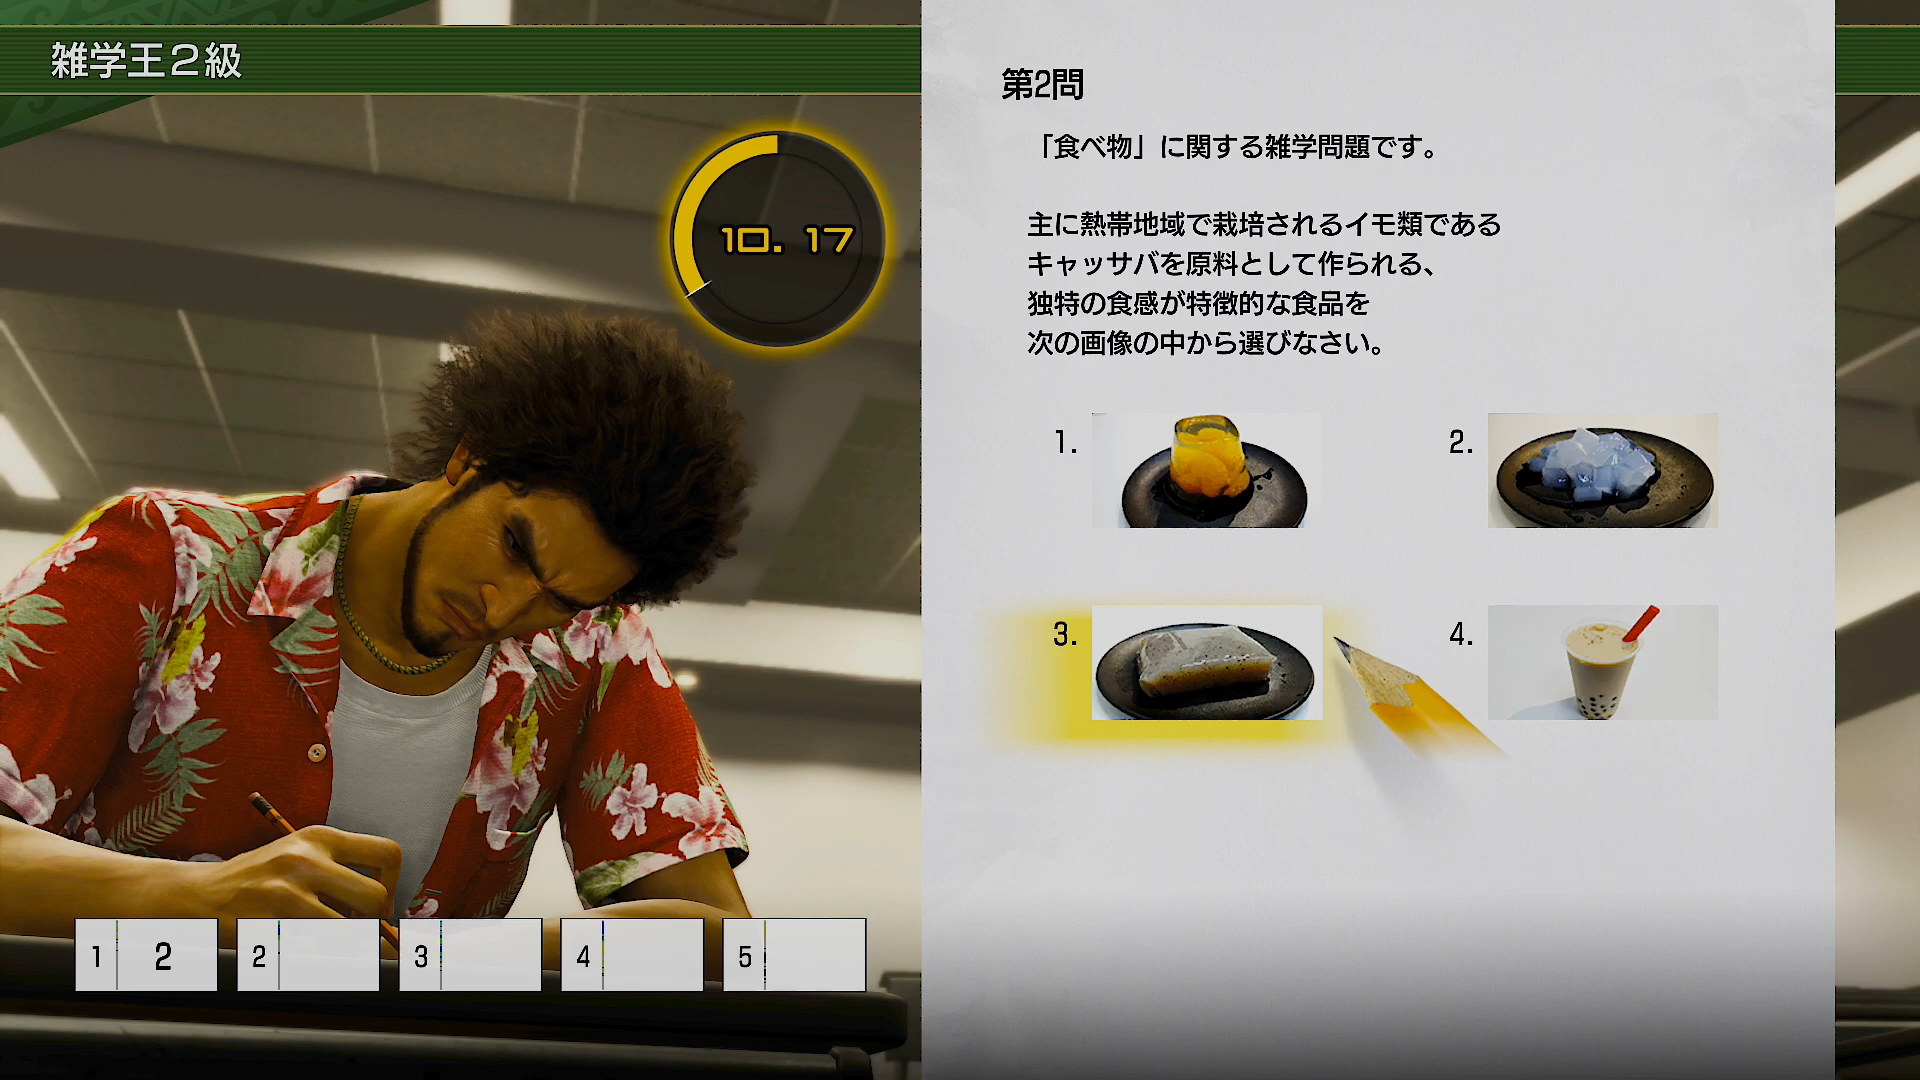 雑学王２級
10. 17
第2問
「食べ物」に関する雑学問題です。
主に熱帯地域で栽培されるイモ類である
キャッサバを原料として作られる、
独特の食感が特徴的な食品を
次の画像の中から選びなさい。
1.
2.
3.
4.
1 2
2
3
4
5